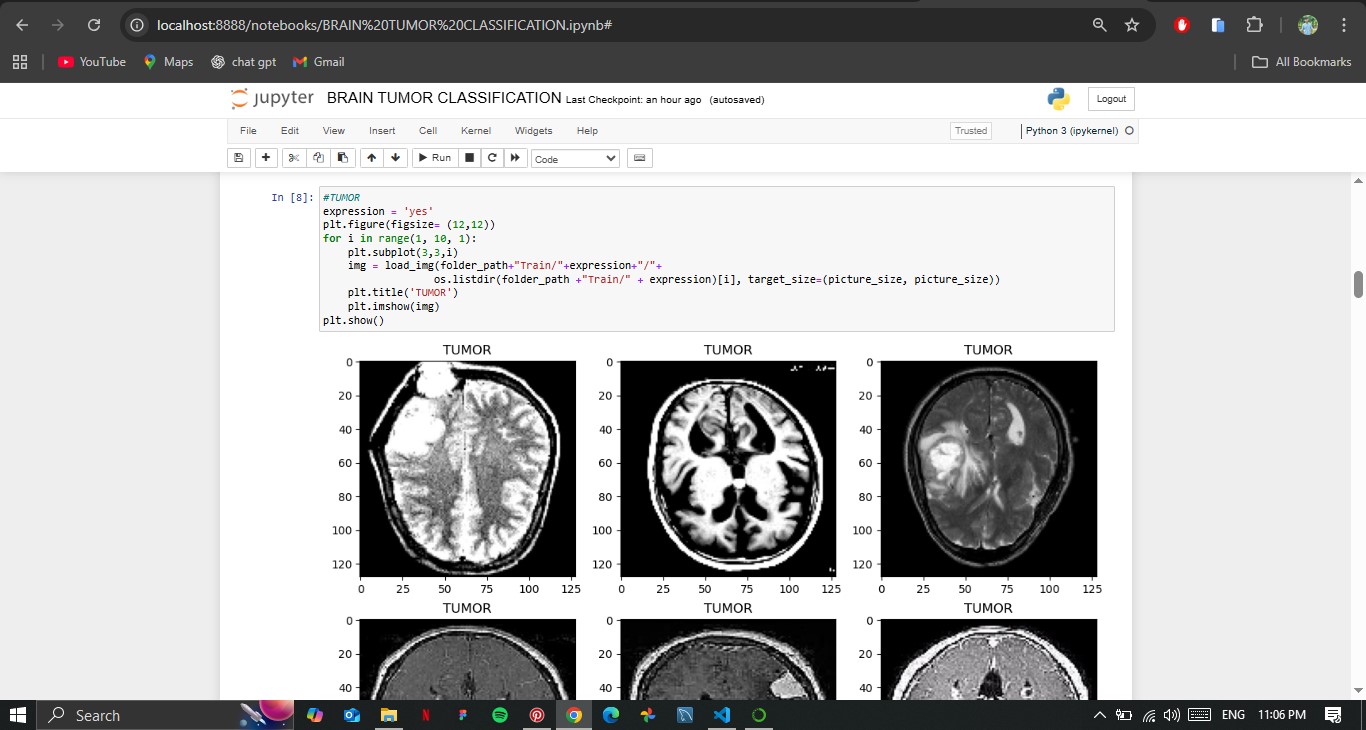 localhost:8888/notebooks/BRAIN%20TUMOR%20CLASSIFICATION.ipynb#
YouTube Maps chat gpt Gmail All Bookmarks
jupyter BRAIN TUMOR CLASSIFICATION Last Checkpoint: an hour ago (autosaved) Logout
File Edit View Insert Cell Kernel Widgets Help Trusted Python 3 (ipykernel)
Run Code
In [8]: #TUMOR
expression = 'yes'
plt.figure(figsize= (12,12))
for i in range(1, 10, 1):
    plt.subplot(3,3,i)
    img = load_img(folder_path+"Train/"+expression+"/"+
                  os.listdir(folder_path +"Train/" + expression)[i], target_size=(picture_size, picture_size))
    plt.title('TUMOR')
    plt.imshow(img)
plt.show()
TUMOR TUMOR TUMOR
0 0 0
20 20 20
40 40 40
60 60 60
80 80 80
100 100 100
120 120 120
0 25 50 75 100 125 0 25 50 75 100 125 0 25 50 75 100 125
TUMOR TUMOR TUMOR
0 0 0
20 20 20
40 40 40
Search ENG 11:06 PM